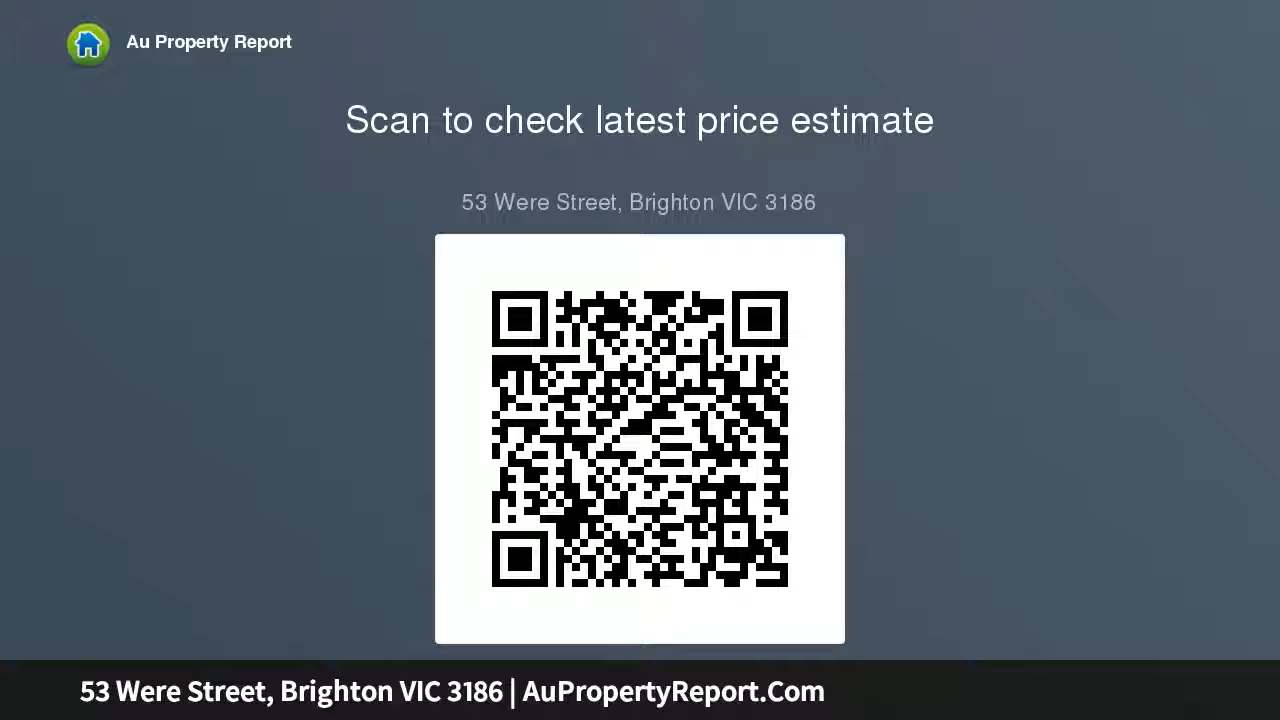 Au Property Report
Scan to check latest price estimate
53 Were Street, Brighton VIC 3186
53 Were Street, Brighton VIC 3186 | AuPropertyReport.Com